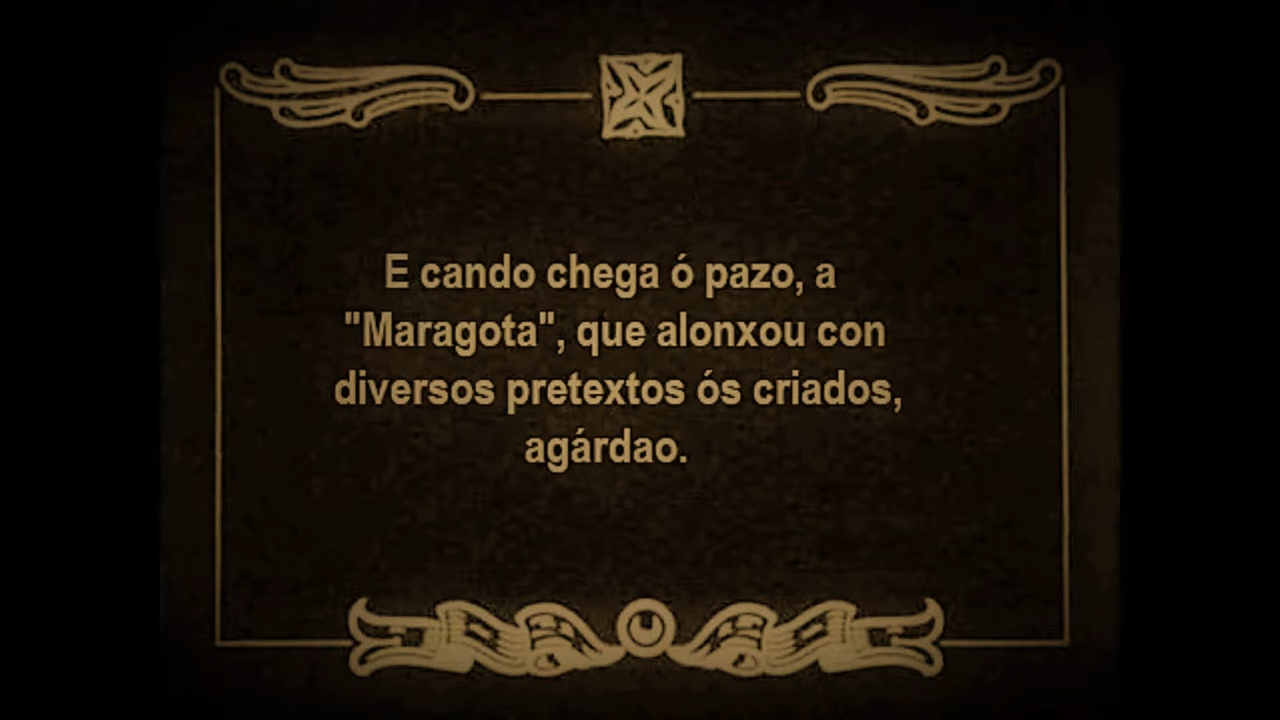 E cando chega ó pazo, a
"Maragota", que alonxou con
diversos pretextos ós criados,
agárdao.